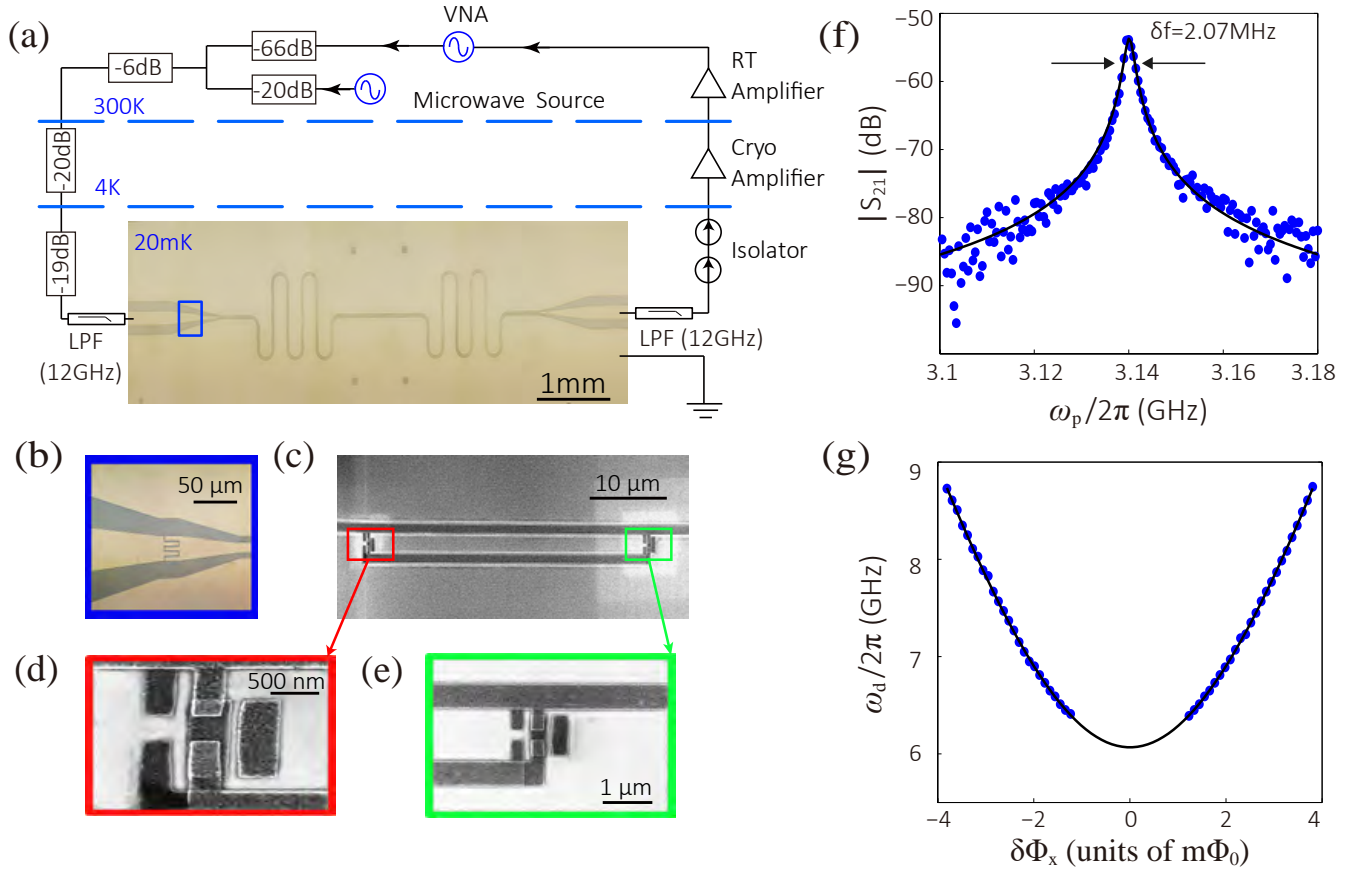 (a)
VNA
-66dB
-6dB
-20dB
RT
Amplifier
Microwave Source
300K
-20dB
Cryo
Amplifier
4K
20mK
-19dB
Isolator
LPF
(12GHz)
LPF (12GHz)
1mm
(b)
50 μm
(c)
10 μm
(d)
500 nm
(e)
1 μm
(f)
−50
−60
−70
−80
−90
|S₂₁| (dB)
δf=2.07MHz
3.1
3.12
3.14
3.16
3.18
ωₚ/2π (GHz)
(g)
9
8
7
6
ω_d/2π (GHz)
−4
−2
0
2
4
δΦₓ (units of mΦ₀)